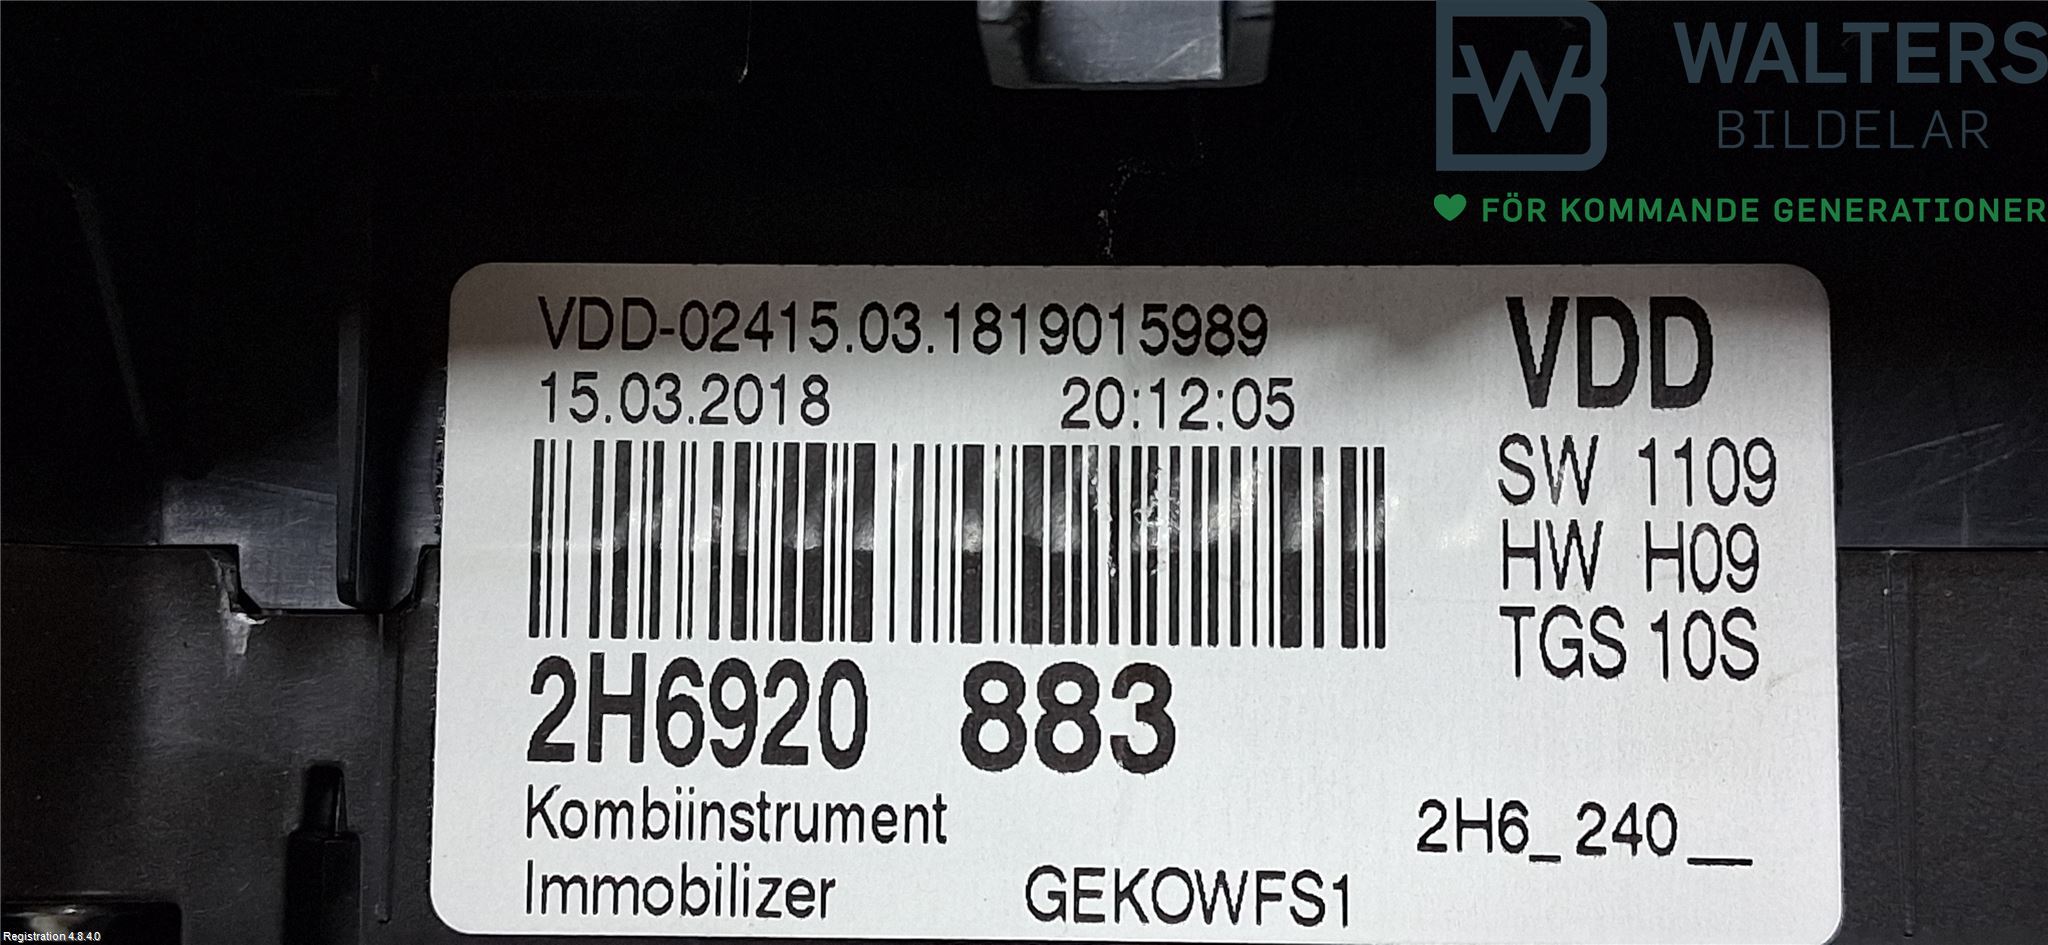 WALTERS
BILDELAR
FÖR KOMMANDE GENERATIONER
VDD-02415.03.1819015989
15.03.2018 20:12:05
VDD
SW 1109
HW H09
TGS 10S
2H6920 883
Kombiinstrument
2H6_240__
Immobilizer GEKOWFS1
Registration 4.8.4.0